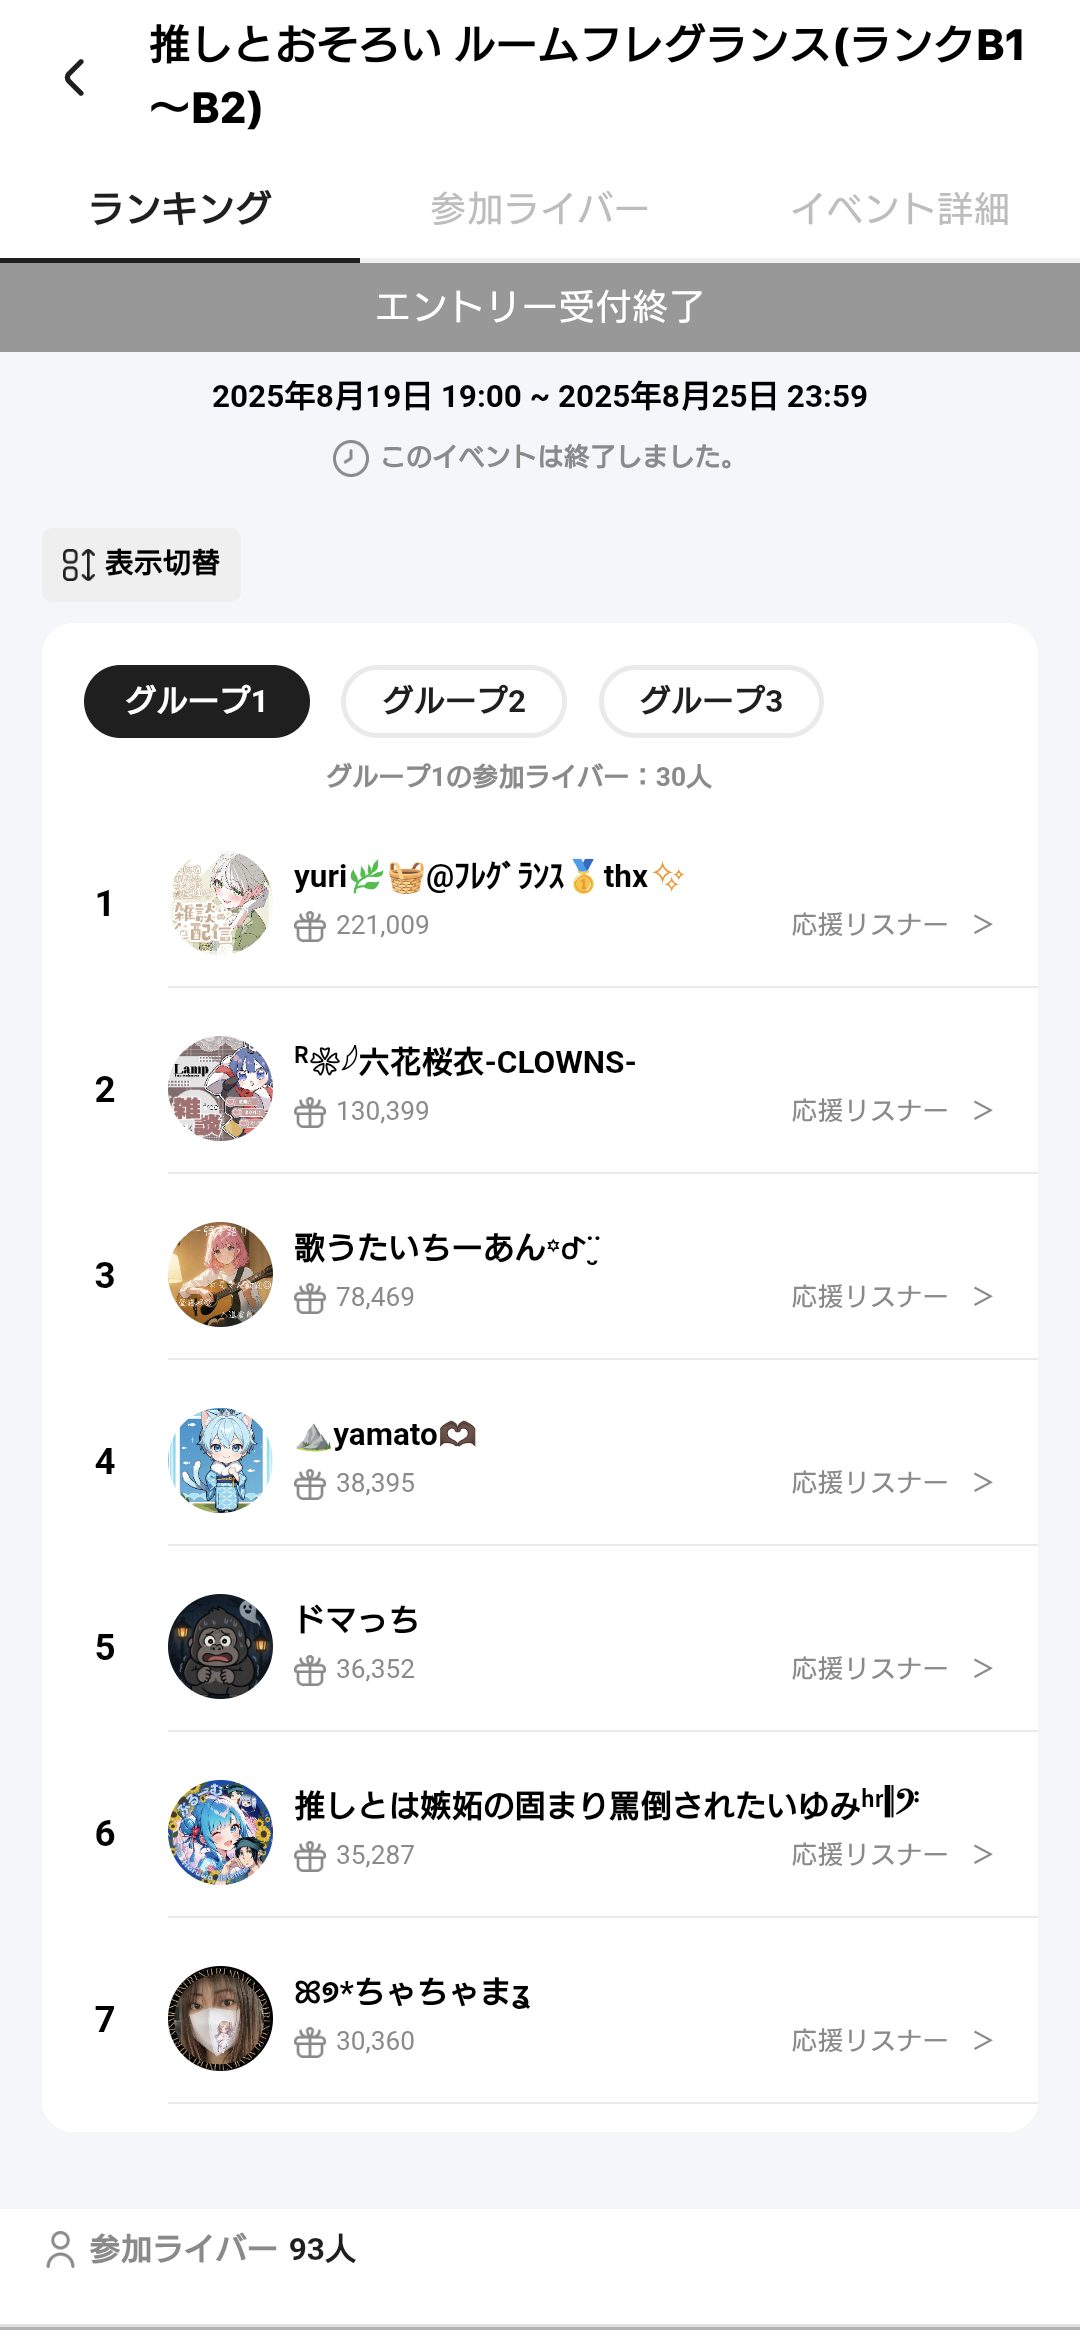 推しとおそろい ルームフレグランス(ランクB1
～B2)
ランキング
参加ライバー
イベント詳細
エントリー受付終了
2025年8月19日 19:00 ~ 2025年8月25日 23:59
このイベントは終了しました。
表示切替
グループ1
グループ2
グループ3
グループ1の参加ライバー：30人
1
yuri🌿🧺@ﾌﾚｸﾞﾗﾝｽ🥇thx✨
221,009
応援リスナー >
2
ᴿ❀六花桜衣-CLOWNS-
130,399
応援リスナー >
3
歌うたいちーあん
78,469
応援リスナー >
4
⛰️yamato🫶🏿
38,395
応援リスナー >
5
ドマっち
36,352
応援リスナー >
6
推しとは嫉妬の固まり罵倒されたいゆみʰʳ𝄡
35,287
応援リスナー >
7
ꕤ୭*ちゃちゃまʓ
30,360
応援リスナー >
参加ライバー 93人